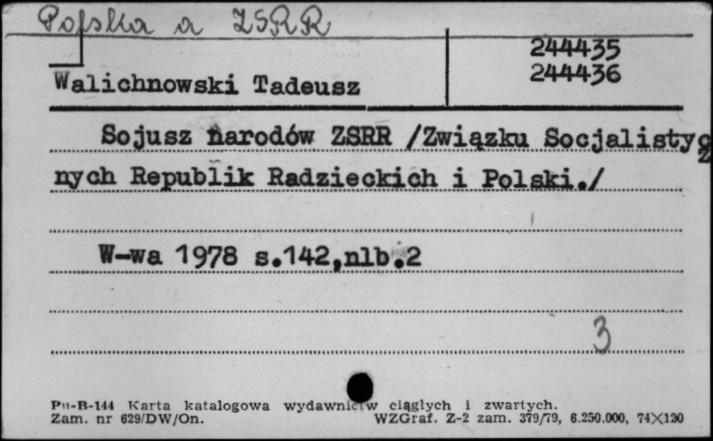 Polska a ZSRR
244435
244436
Walichnowski Tadeusz
Sojusz narodów ZSRR /Związku Socjalistycz
nych Republik Radzieckich i Polski./
W-wa 1978 s.142,nlb.2
3
Pu-B-144 Karta katalogowa wydawnictw ciągłych i zwartych.
Zam. nr 629/DW/On. WZGraf. Z-2 zam. 379/79, 6.250.000, 74×120